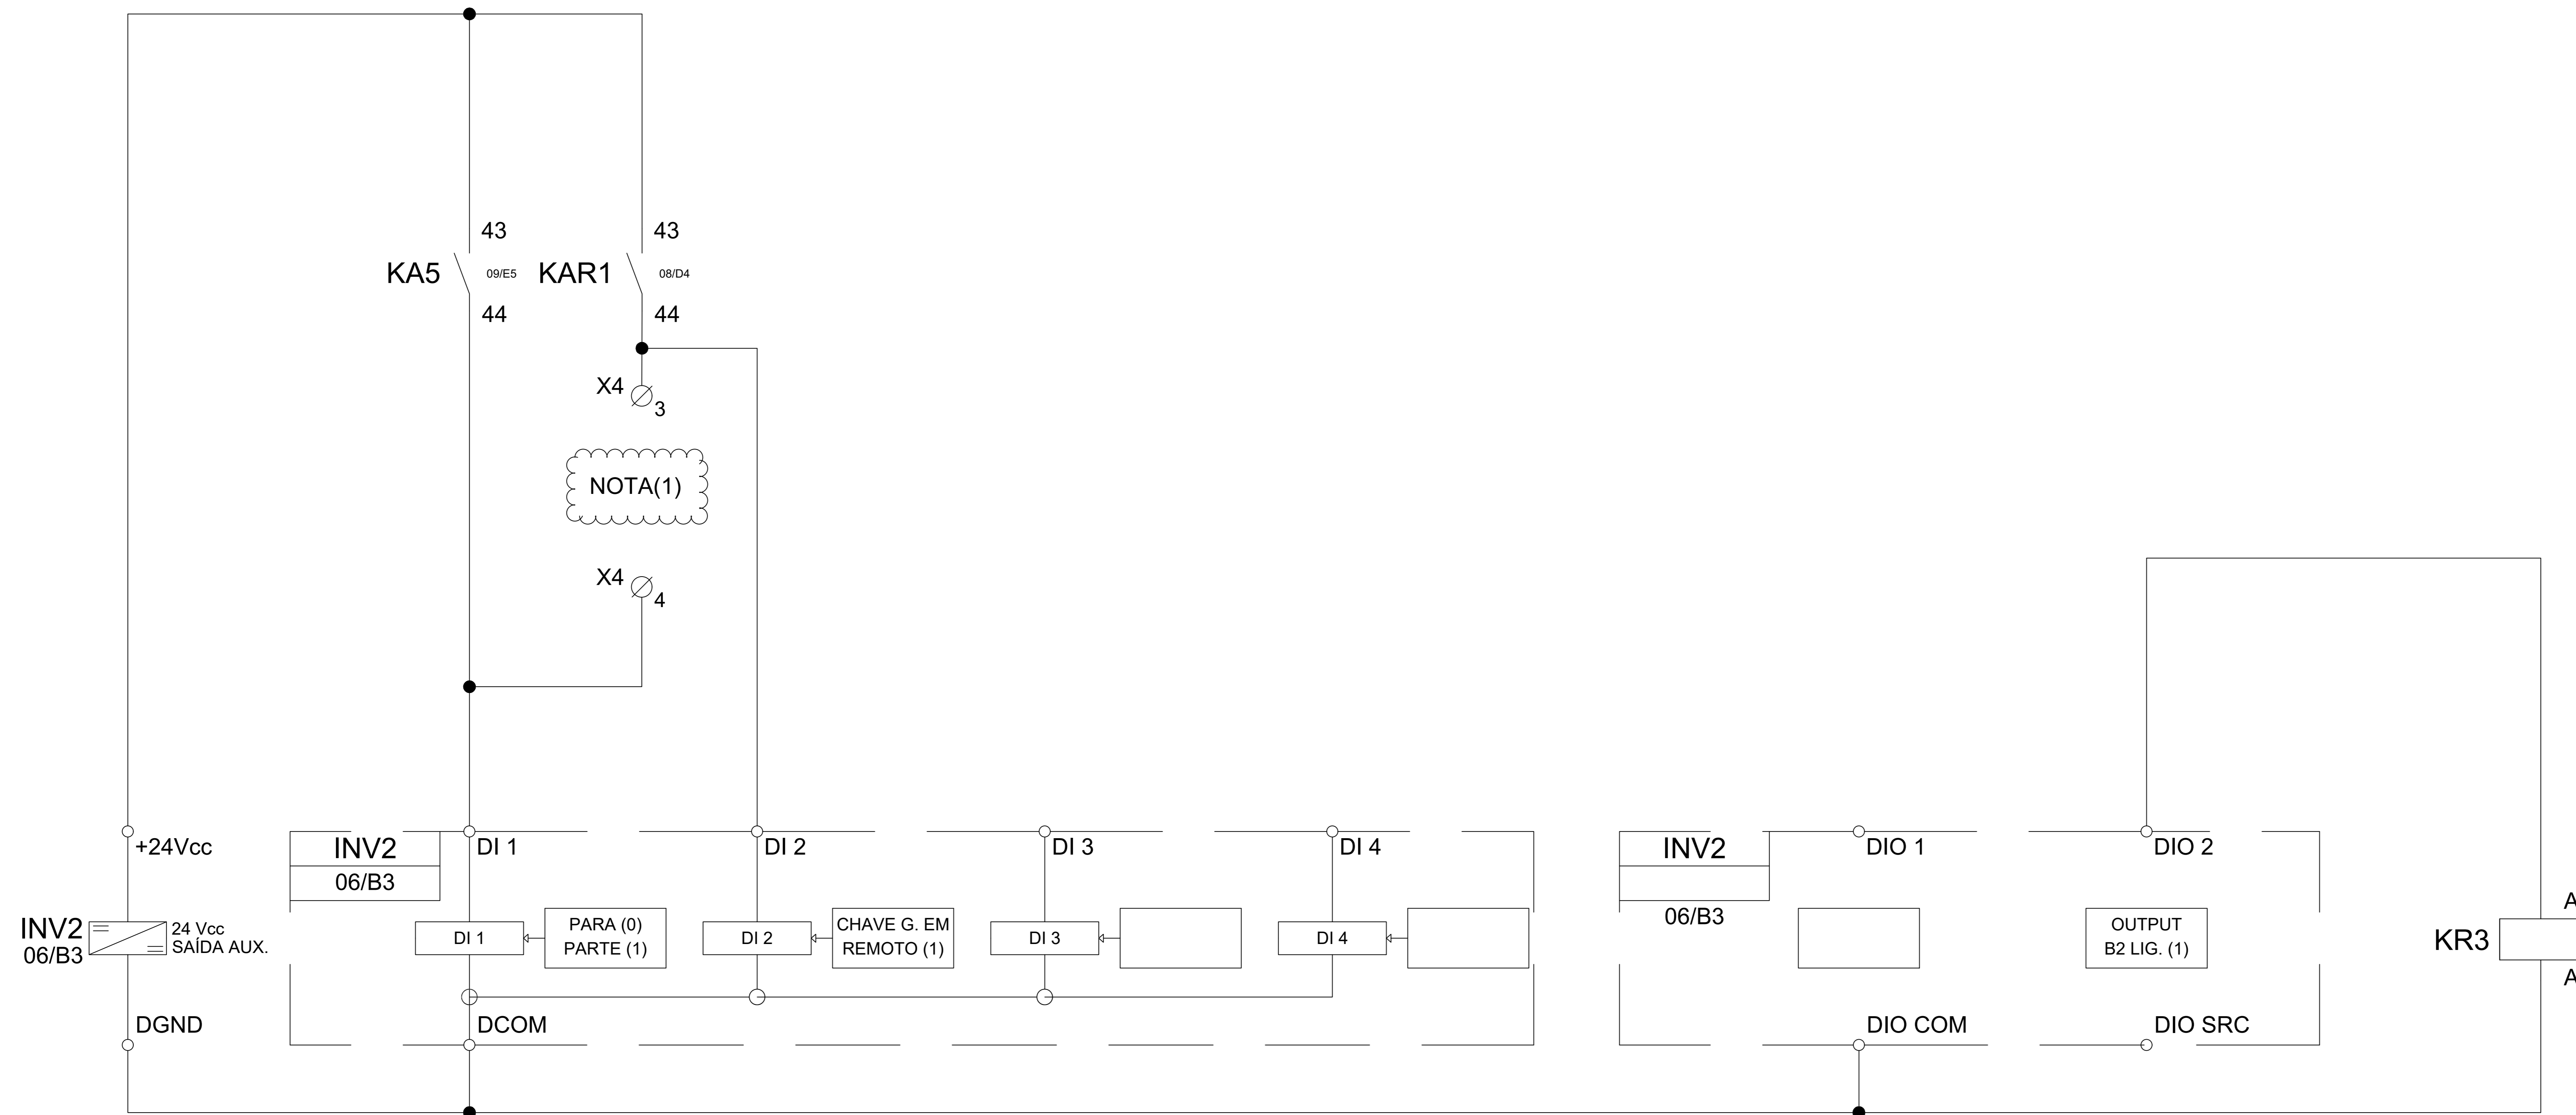 43
43
KA5
09/E5
KAR1
08/D4
44
44
X4
3
NOTA(1)
X4
4
+24Vcc
INV2
06/B3
DI 1
DI 2
DI 3
DI 4
INV2
06/B3
DIO 1
DIO 2
INV2
06/B3
24 Vcc
SAÍDA AUX.
DI 1
PARA (0)
PARTE (1)
DI 2
CHAVE G. EM
REMOTO (1)
DI 3
DI 4
OUTPUT
B2 LIG. (1)
KR3
A
A
DGND
DCOM
DIO COM
DIO SRC